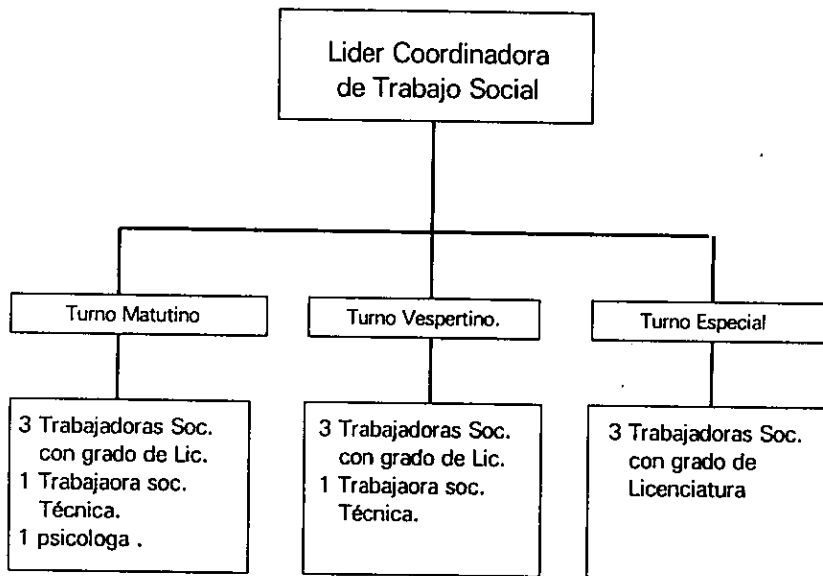 Lider Coordinadora
de Trabajo Social
Turno Matutino
Turno Vespertino.
Turno Especial
3 Trabajadoras Soc.
con grado de Lic.
1 Trabajaora soc.
Técnica.
1 psicologa .
3 Trabajadoras Soc.
con grado de Lic.
1 Trabajaora soc.
Técnica.
3 Trabajadoras Soc.
con grado de
Licenciatura